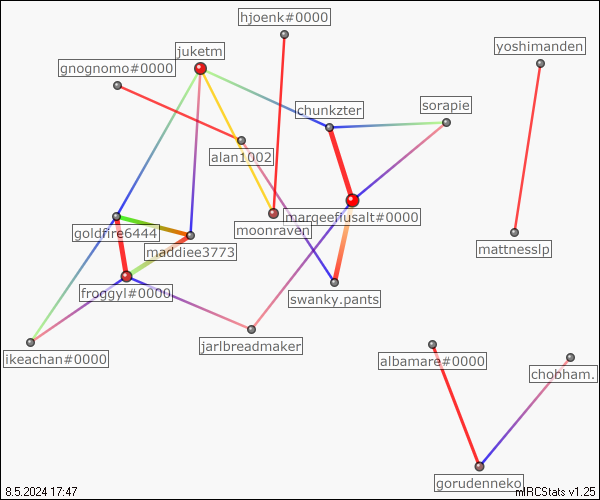 hjoenk#0000
juketm
yoshimanden
gnognomo#0000
chunkzter
sorapie
alan1002
marqeeflusalt#0000
goldfire6444
moonraven
maddiee3773
mattnesslp
froggyl#0000
swanky.pants
ikeachan#0000
jarlbreadmaker
albamare#0000
chobham.
gorudenneko
8.5.2024 17:47
mIRCStats v1.25